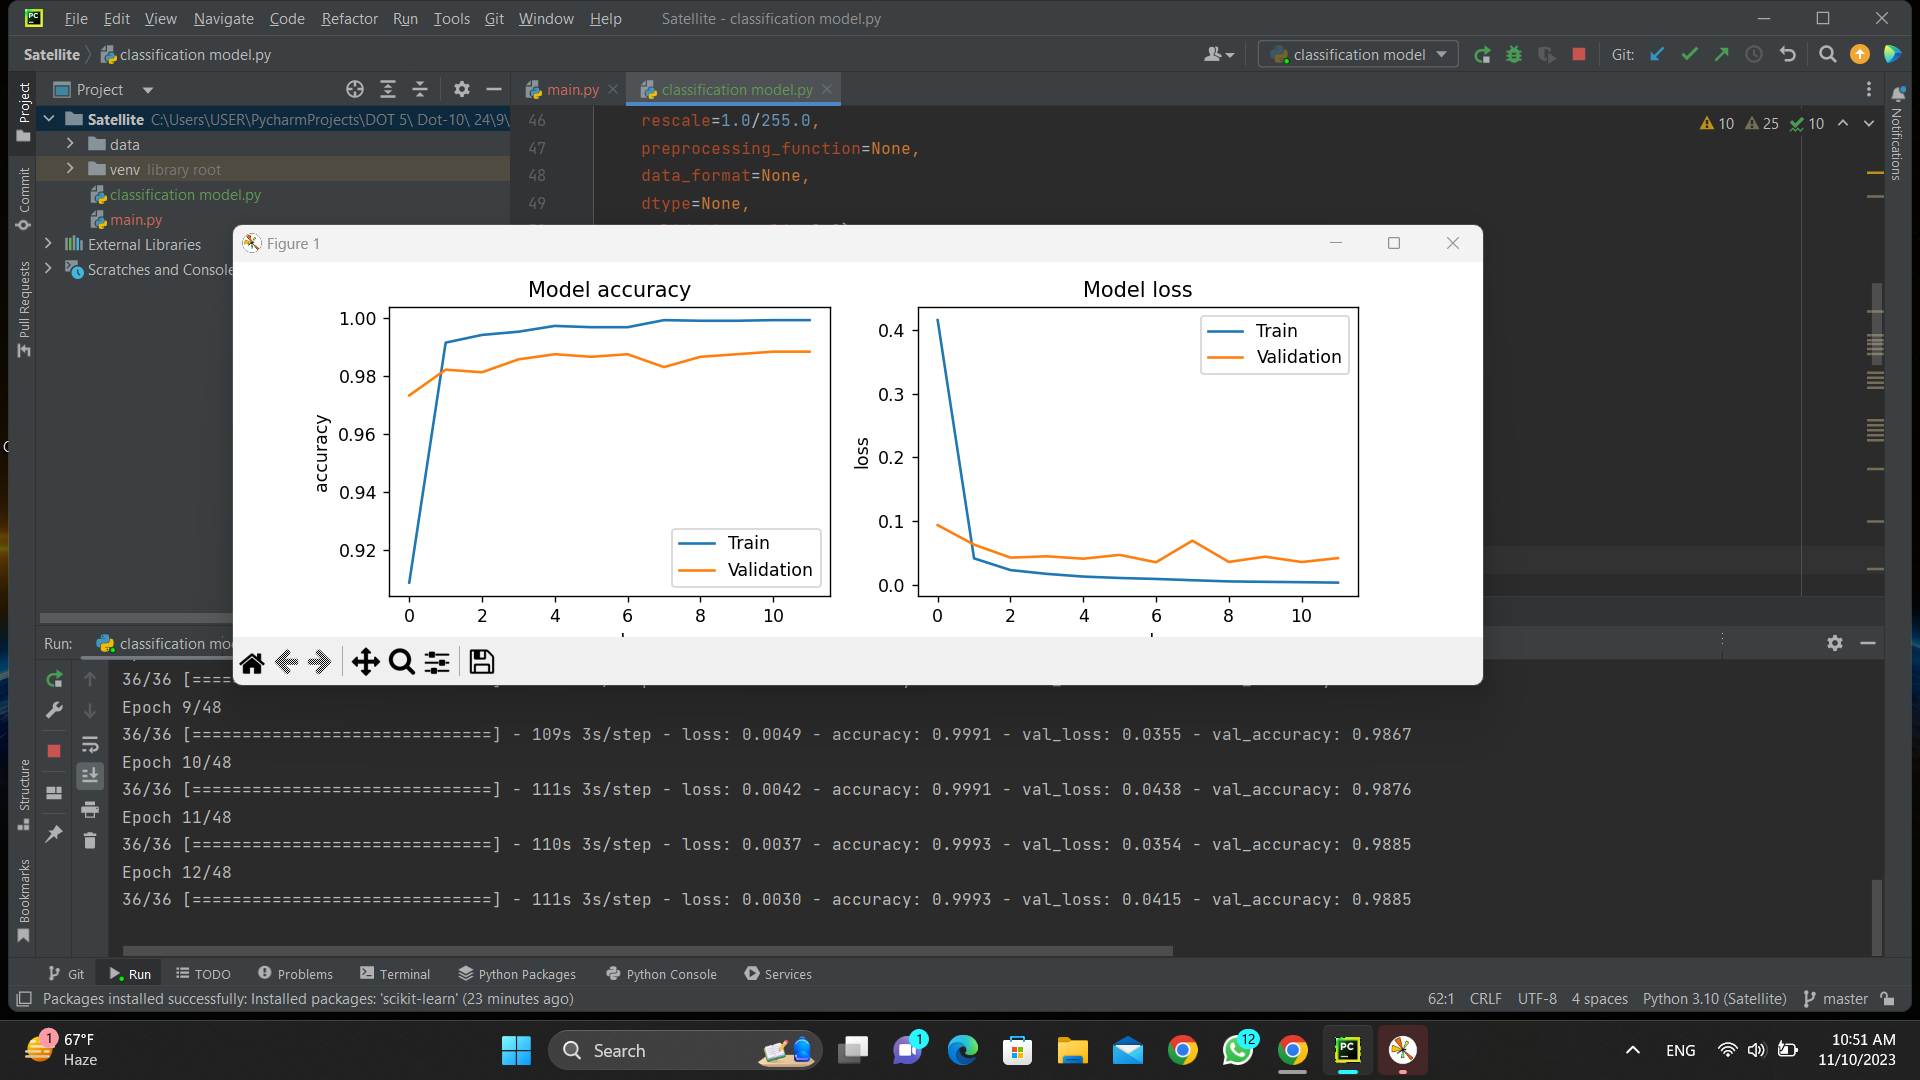 PC File Edit View Navigate Code Refactor Run Tools Git Window Help Satellite - classification model.py
Satellite classification model.py classification model Git:
Project main.py classification model.py
Satellite C:\Users\USER\PycharmProjects\DOT 5\ Dot-10\ 24\9\
data
venv library root
classification model.py
main.py
External Libraries
Scratches and Console
Project
Commit
Pull Requests
Structure
Bookmarks
Notifications
46 rescale=1.0/255.0,
47 preprocessing_function=None,
48 data_format=None,
49 dtype=None,
10 25 10
Figure 1
Model accuracy
accuracy
1.00
0.98
0.96
0.94
0.92
0 2 4 6 8 10
Train
Validation
Model loss
loss
0.4
0.3
0.2
0.1
0.0
0 2 4 6 8 10
Train
Validation
Run: classification mo
36/36 [====
Epoch 9/48
36/36 [==============================] - 109s 3s/step - loss: 0.0049 - accuracy: 0.9991 - val_loss: 0.0355 - val_accuracy: 0.9867
Epoch 10/48
36/36 [==============================] - 111s 3s/step - loss: 0.0042 - accuracy: 0.9991 - val_loss: 0.0438 - val_accuracy: 0.9876
Epoch 11/48
36/36 [==============================] - 110s 3s/step - loss: 0.0037 - accuracy: 0.9993 - val_loss: 0.0354 - val_accuracy: 0.9885
Epoch 12/48
36/36 [==============================] - 111s 3s/step - loss: 0.0030 - accuracy: 0.9993 - val_loss: 0.0415 - val_accuracy: 0.9885
Git Run TODO Problems Terminal Python Packages Python Console Services
Packages installed successfully: Installed packages: 'scikit-learn' (23 minutes ago) 62:1 CRLF UTF-8 4 spaces Python 3.10 (Satellite) master
1 67°F
Haze
Search
1
12
PC
ENG
10:51 AM
11/10/2023